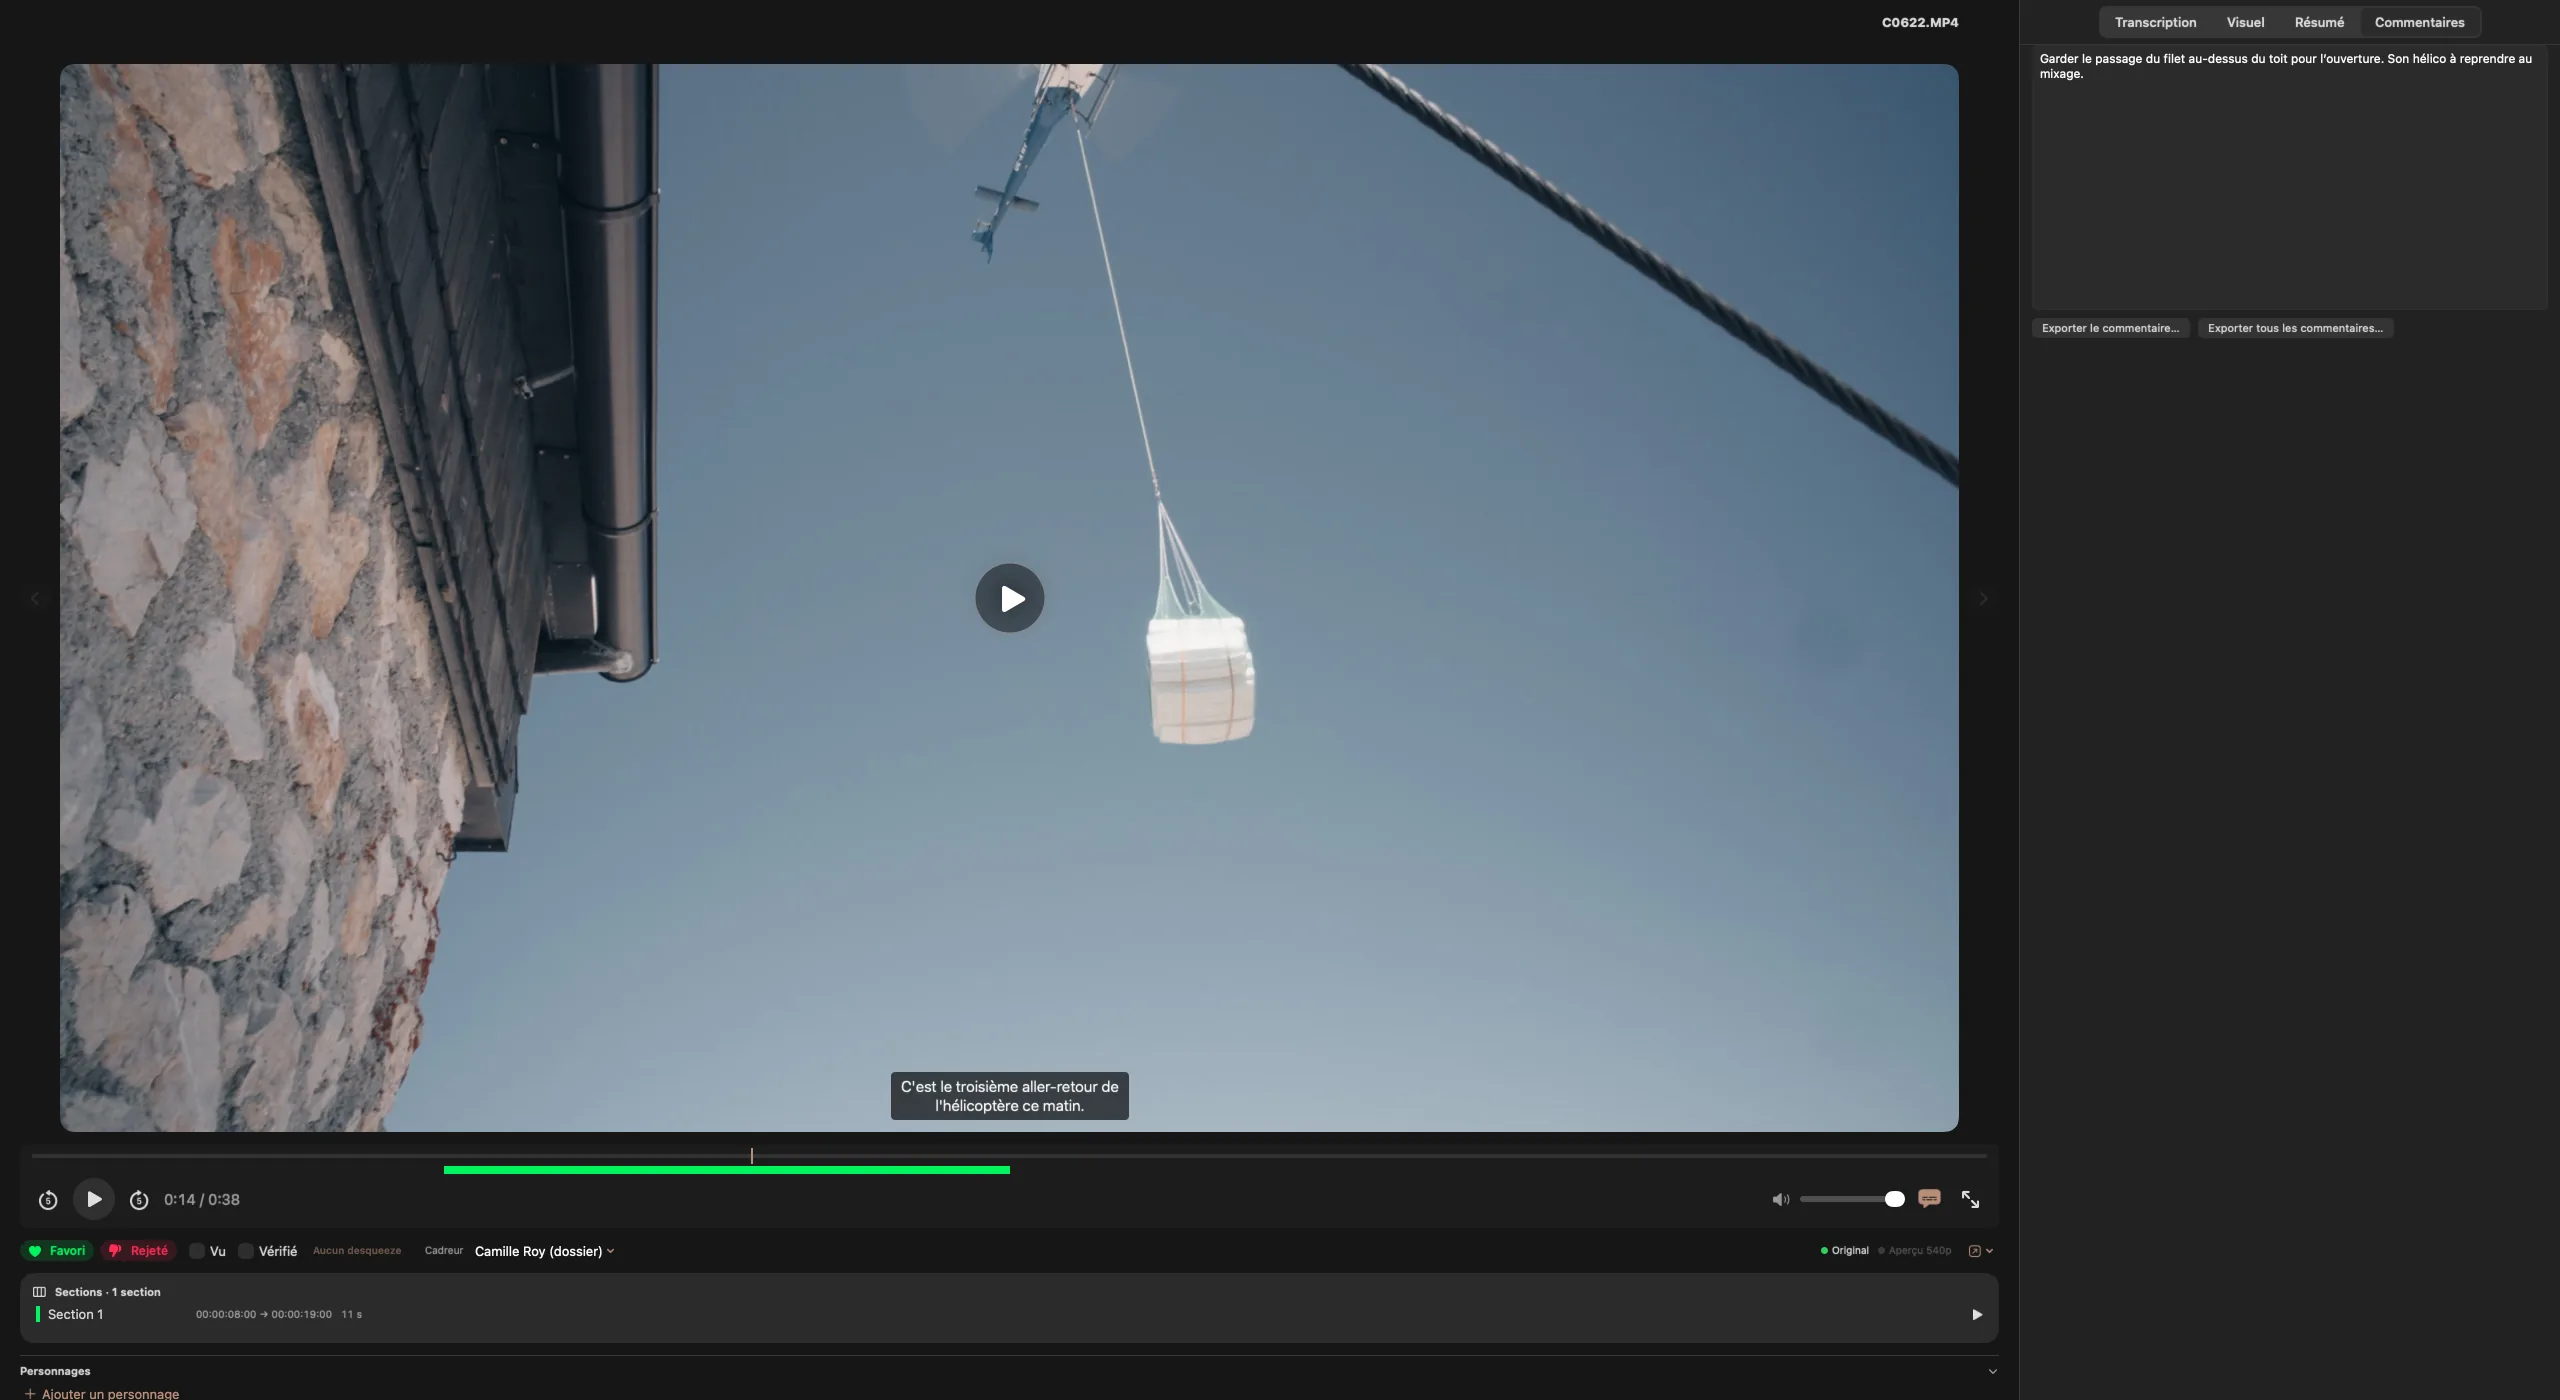 C0622.MP4
Transcription
Visuel
Résumé
Commentaires
Garder le passage du filet au-dessus du toit pour l'ouverture. Son hélico à reprendre au
mixage.
Exporter le commentaire...
Exporter tous les commentaires...
C'est le troisième aller-retour de
l'hélicoptère ce matin.
5
5
0:14 / 0:38
Favori
Rejeté
Vu
Vérifié
Aucun desqueeze
Cadreur
Camille Roy (dossier)
Original
Aperçu 540p
Sections · 1 section
Section 1
00:00:08:00 → 00:00:19:00
11 s
Personnages
+ Ajouter un personnage